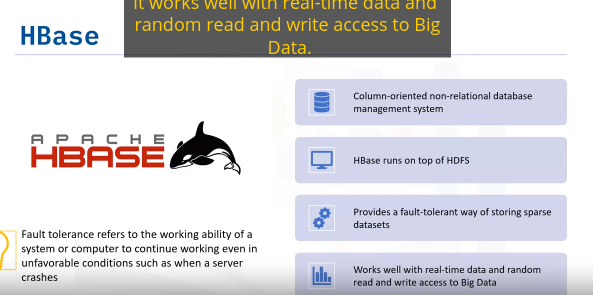 It works well with real-time data and
random read and write access to Big
Data.
HBase
APACHE
HBASE
Column-oriented non-relational database
management system
HBase runs on top of HDFS
Provides a fault-tolerant way of storing sparse
datasets
Works well with real-time data and random
read and write access to Big Data
Fault tolerance refers to the working ability of a
system or computer to continue working even in
unfavorable conditions such as when a server
crashes